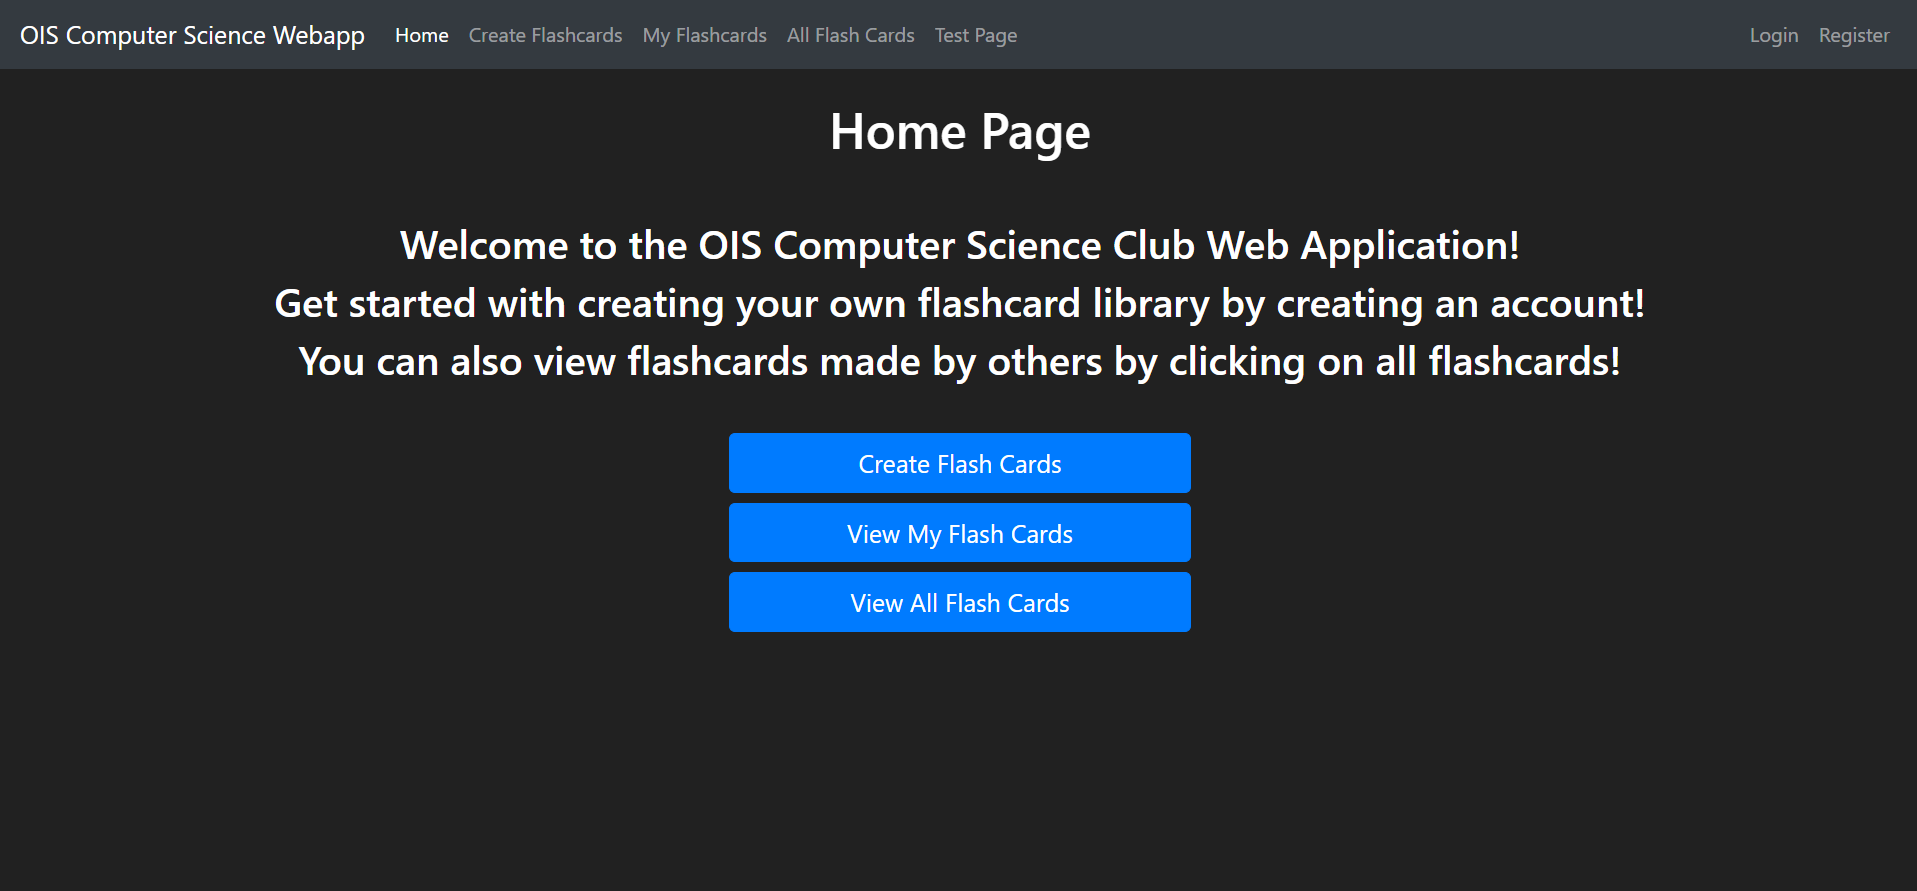 OIS Computer Science Webapp Home Create Flashcards My Flashcards All Flash Cards Test Page Login Register
Home Page
Welcome to the OIS Computer Science Club Web Application!
Get started with creating your own flashcard library by creating an account!
You can also view flashcards made by others by clicking on all flashcards!
Create Flash Cards
View My Flash Cards
View All Flash Cards